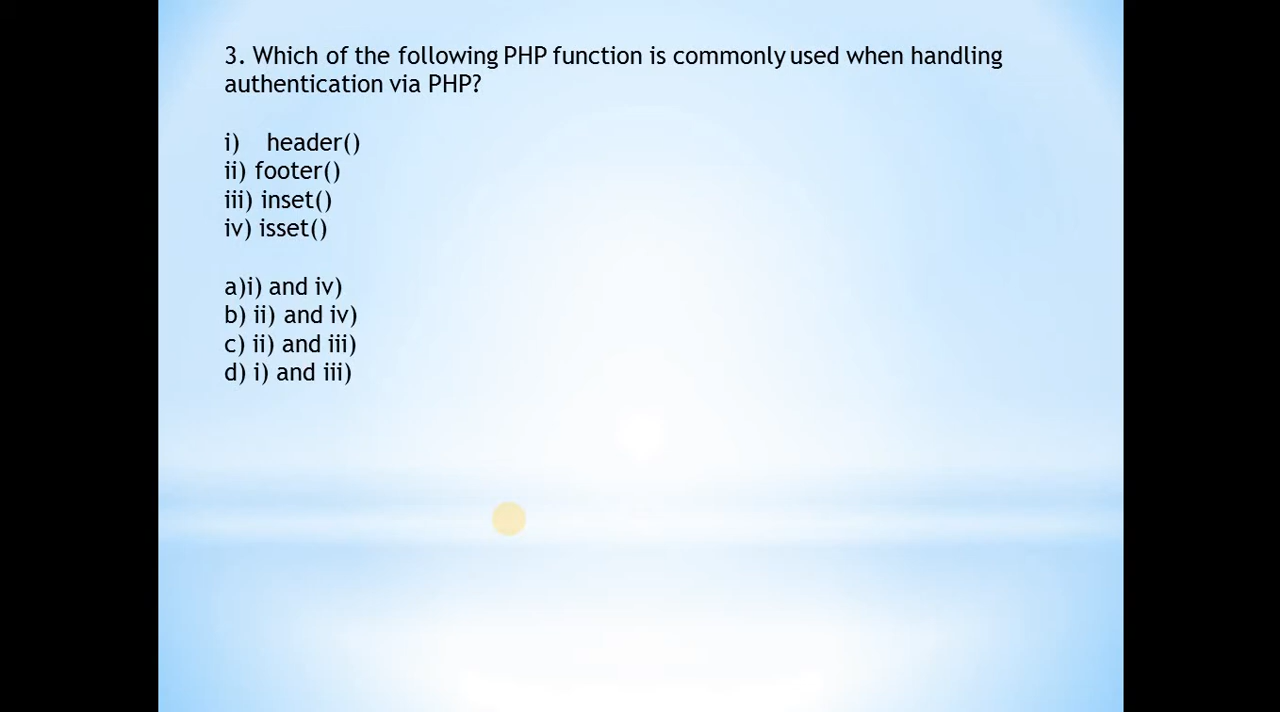 3. Which of the following PHP function is commonly used when handling
authentication via PHP?
i) header()
ii) footer()
iii) inset()
iv) isset()
a)i) and iv)
b) ii) and iv)
c) ii) and iii)
d) i) and iii)